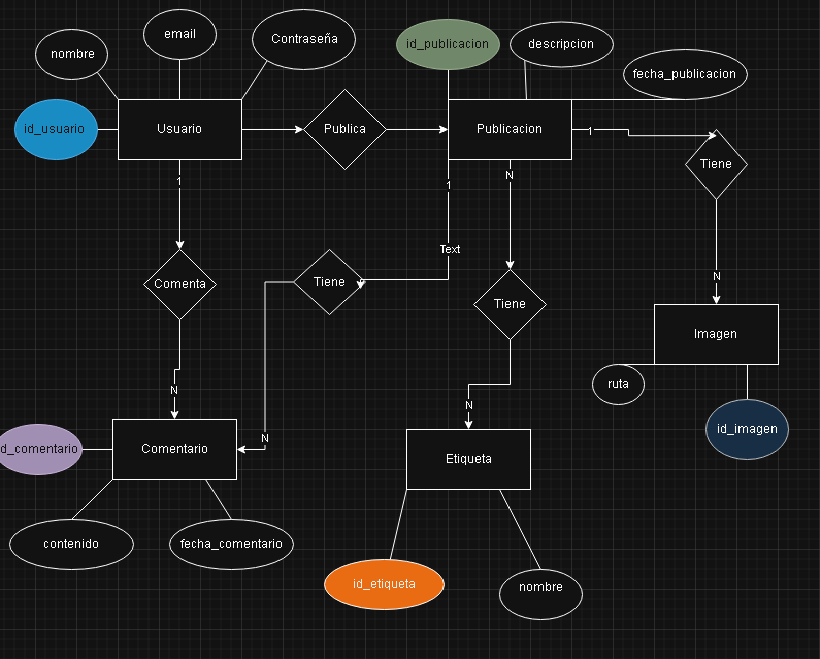 nombre
email
Contraseña
id_publicacion
descripcion
fecha_publicacion
id_usuario
Usuario
Publica
Publicacion
1
Tiene
1
1
N
Text
Comenta
Tiene
Tiene
N
Imagen
ruta
id_imagen
N
N
N
d_comentario
Comentario
Etiqueta
contenido
fecha_comentario
id_etiqueta
nombre